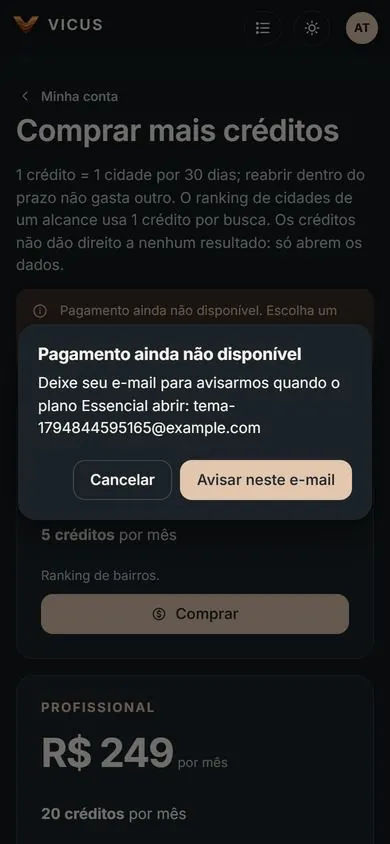 VICUS
AT
Minha conta
Comprar mais créditos
1 crédito = 1 cidade por 30 dias; reabrir dentro do
prazo não gasta outro. O ranking de cidades de
um alcance usa 1 crédito por busca. Os créditos
não dão direito a nenhum resultado: só abrem os
dados.
Pagamento ainda não disponível. Escolha um
Pagamento ainda não disponível
Deixe seu e-mail para avisarmos quando o
plano Essencial abrir: tema-
1794844595165@example.com
Cancelar
Avisar neste e-mail
5 créditos por mês
Ranking de bairros.
Comprar
PROFISSIONAL
R$ 249 por mês
20 créditos por mês